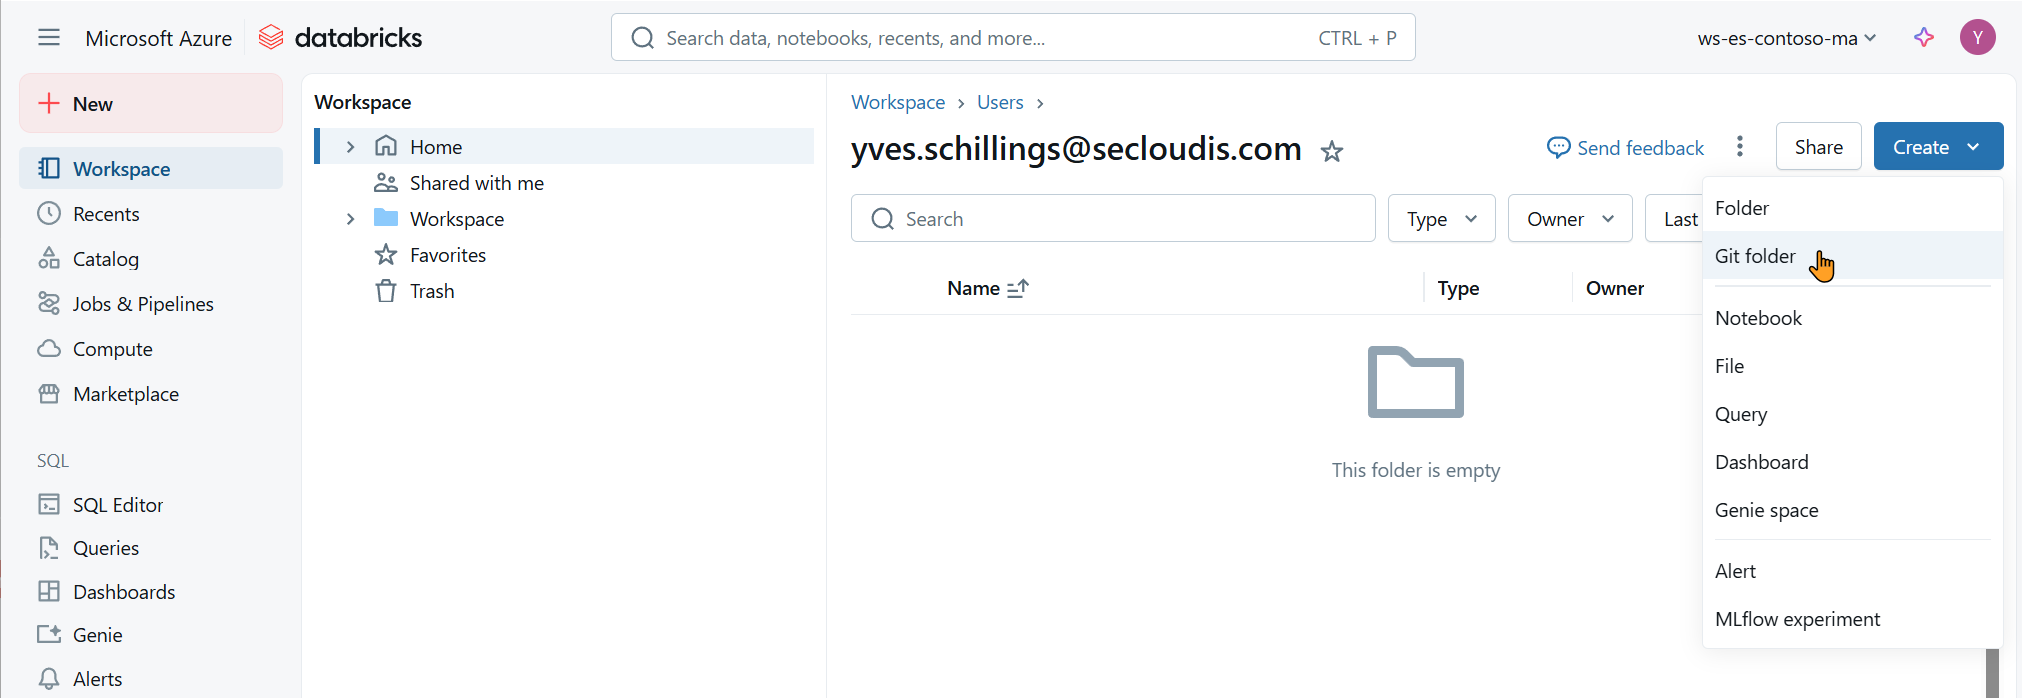 Microsoft Azure
databricks
Search data, notebooks, recents, and more...
CTRL + P
ws-es-contoso-ma
Y
New
Workspace
Recents
Catalog
Jobs & Pipelines
Compute
Marketplace
SQL
SQL Editor
Queries
Dashboards
Genie
Alerts
Workspace
Home
Shared with me
Workspace
Favorites
Trash
Workspace > Users >
yves.schillings@secloudis.com
Send feedback
Share
Create
Search
Type
Owner
Last
Name
Type
Owner
This folder is empty
Folder
Git folder
Notebook
File
Query
Dashboard
Genie space
Alert
MLflow experiment